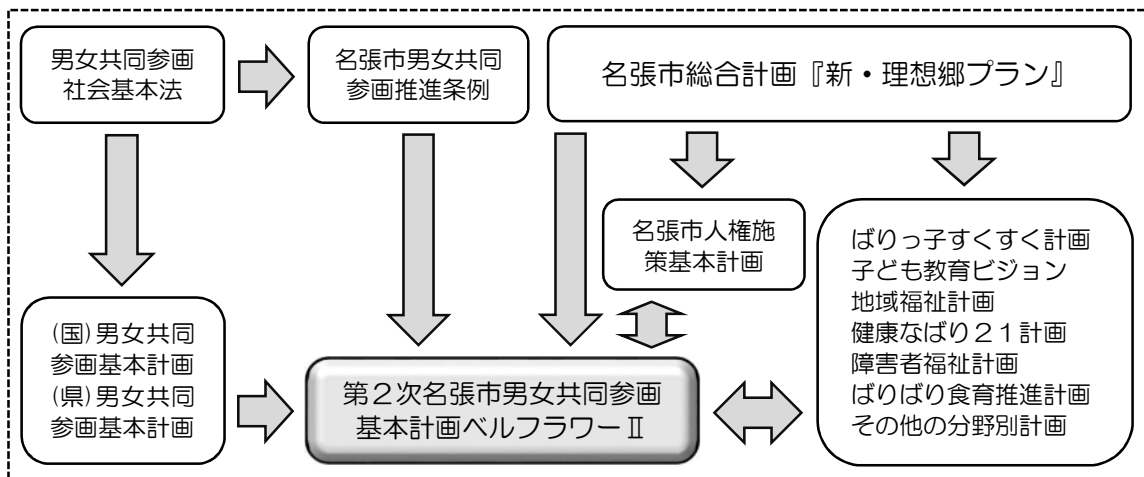 男女共同参画
社会基本法
名張市男女共同
参画推進条例
名張市総合計画『新・理想郷プラン』
名張市人権施
策基本計画
ばりっ子すくすく計画
子ども教育ビジョン
地域福祉計画
健康なばり２１計画
障害者福祉計画
ばりばり食育推進計画
その他の分野別計画
(国)男女共同
参画基本計画
(県)男女共同
参画基本計画
第２次名張市男女共同参画
基本計画ベルフラワーⅡ